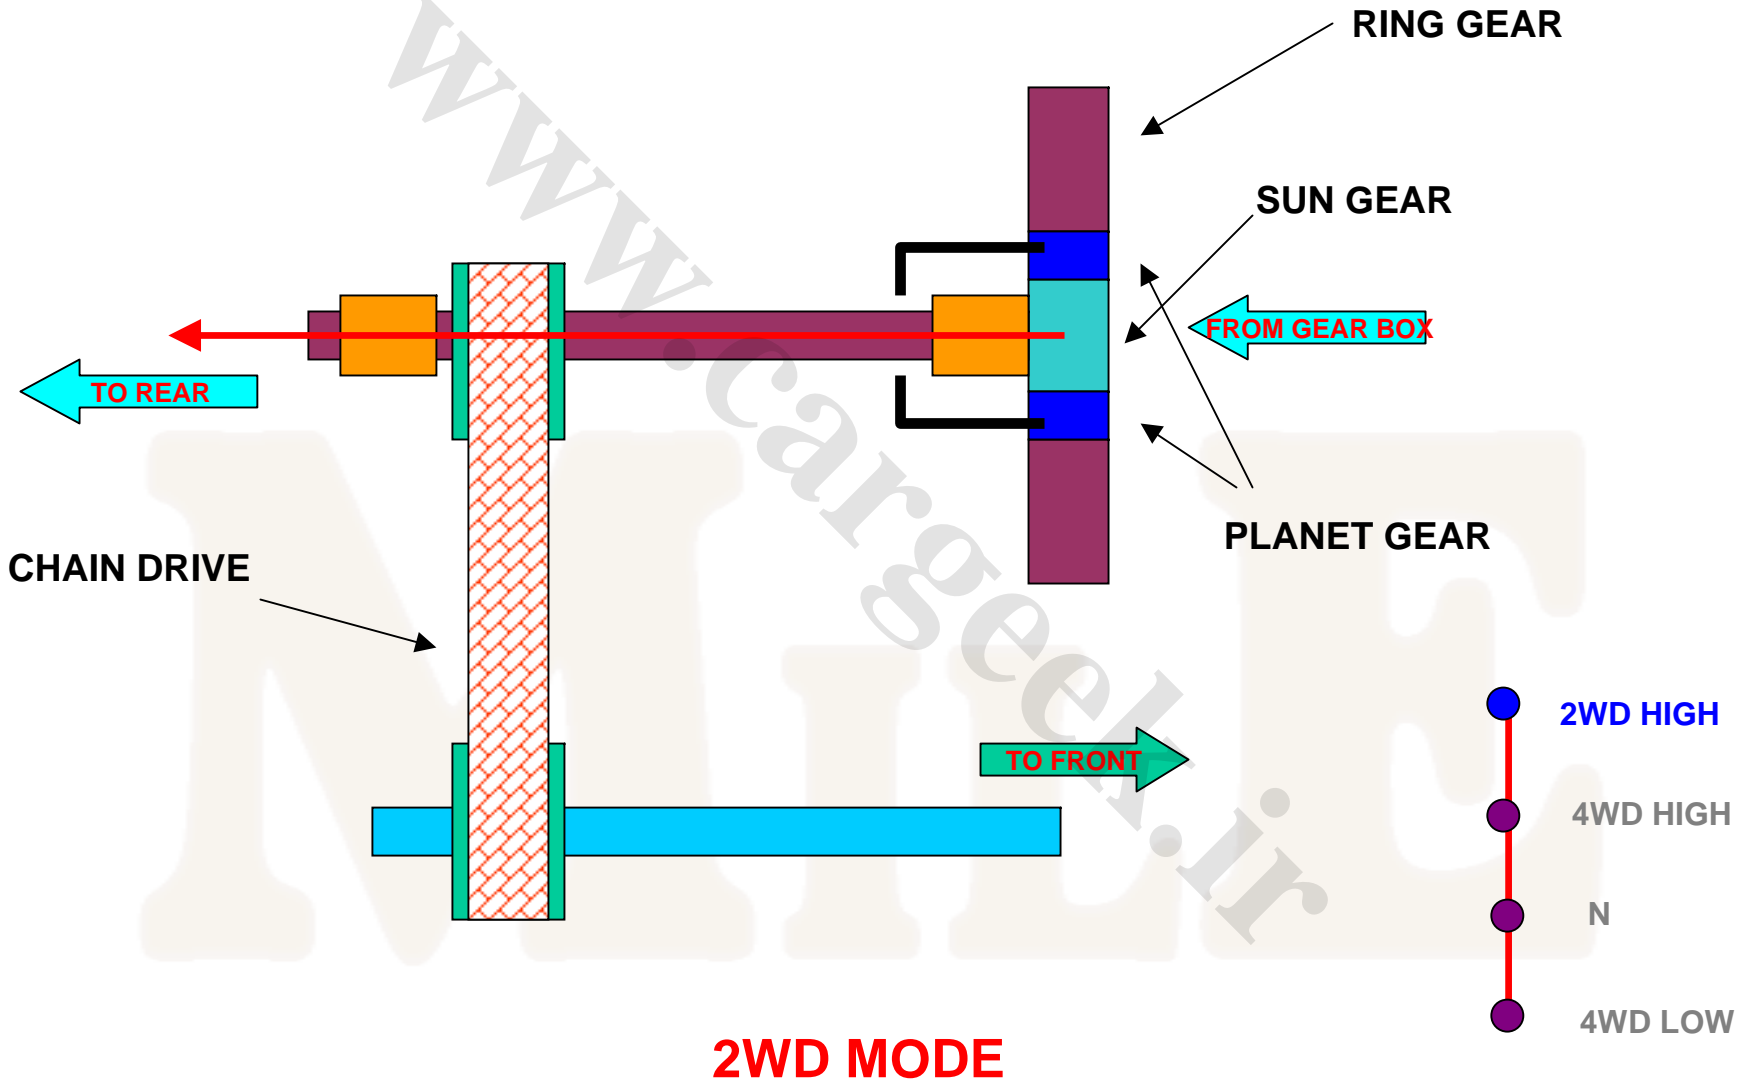 RING GEAR
SUN GEAR
FROM GEAR BOX
TO REAR
PLANET GEAR
CHAIN DRIVE
TO FRONT
2WD HIGH
4WD HIGH
N
4WD LOW
2WD MODE
www.cargeek.ir
MILE